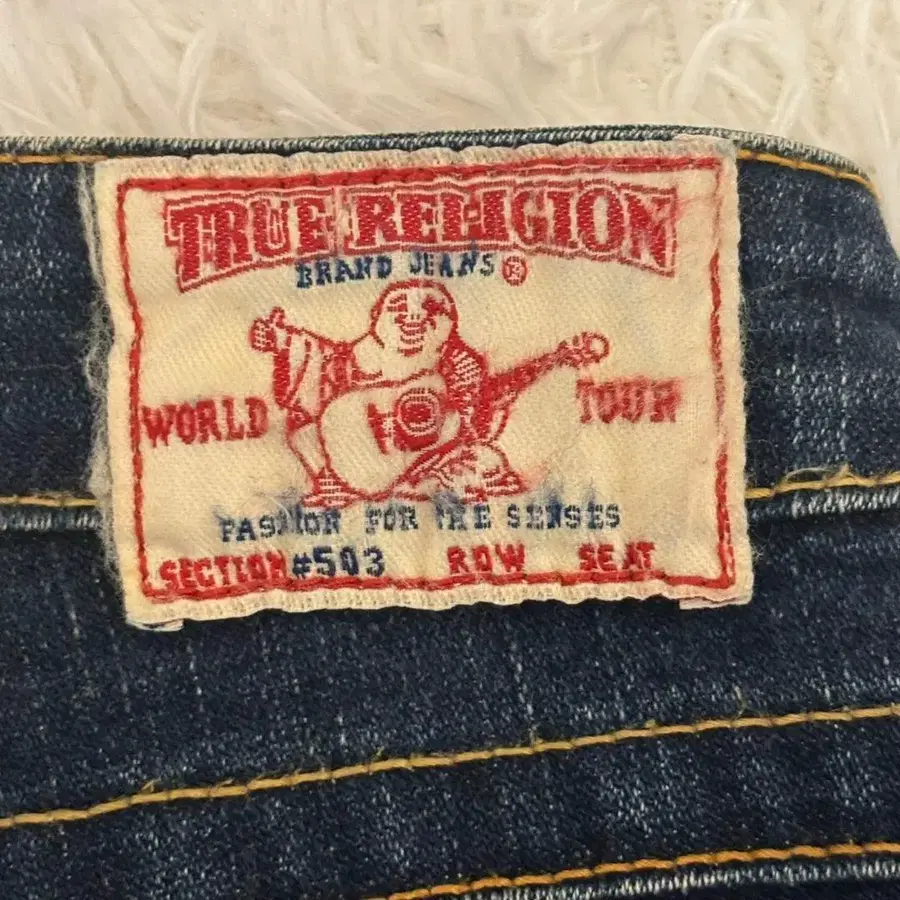 TRUE RELIGION
BRAND JEANS ®
WORLD TOUR
FASHION FOR THE SENSES
SECTION #503 ROW SEAT